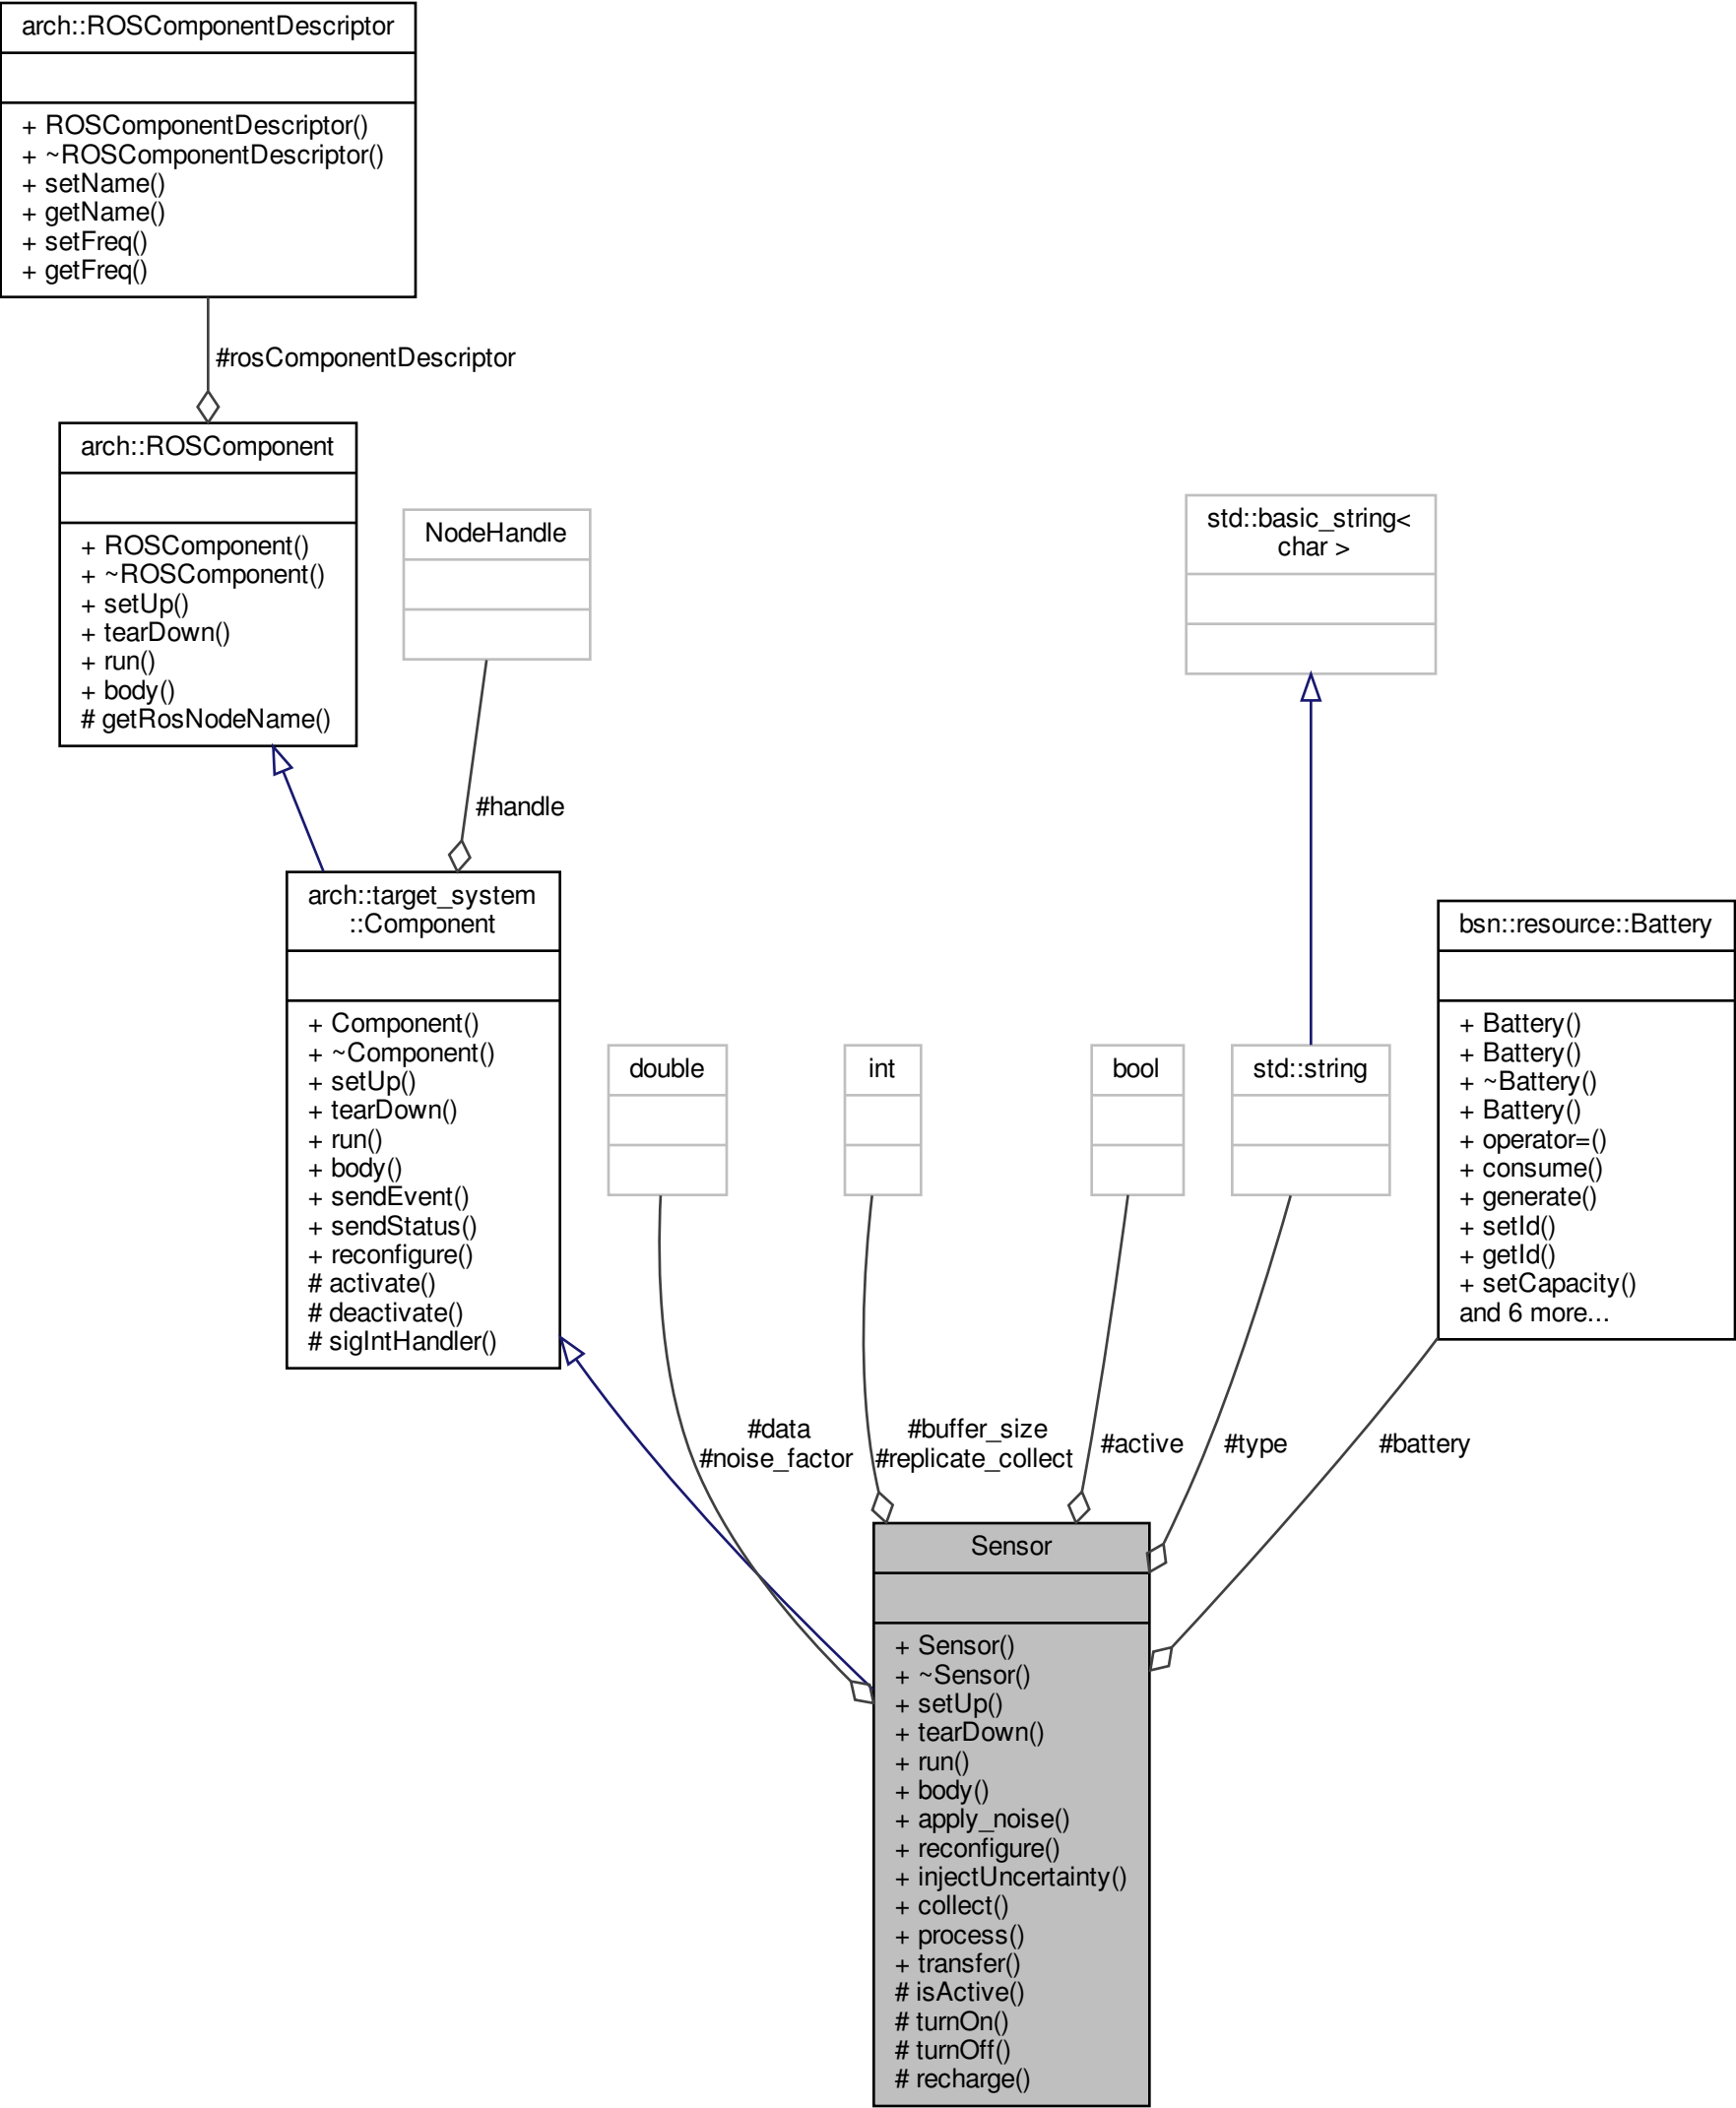 arch::ROSComponentDescriptor
+ ROSComponentDescriptor()
+ ~ROSComponentDescriptor()
+ setName()
+ getName()
+ setFreq()
+ getFreq()
#rosComponentDescriptor
arch::ROSComponent
+ ROSComponent()
+ ~ROSComponent()
+ setUp()
+ tearDown()
+ run()
+ body()
# getRosNodeName()
NodeHandle
#handle
std::basic_string<
char >
arch::target_system
::Component
+ Component()
+ ~Component()
+ setUp()
+ tearDown()
+ run()
+ body()
+ sendEvent()
+ sendStatus()
+ reconfigure()
# activate()
# deactivate()
# sigIntHandler()
double
int
bool
std::string
bsn::resource::Battery
+ Battery()
+ Battery()
+ ~Battery()
+ Battery()
+ operator=()
+ consume()
+ generate()
+ setId()
+ getId()
+ setCapacity()
and 6 more...
#data
#noise_factor
#buffer_size
#replicate_collect
#active
#type
#battery
Sensor
+ Sensor()
+ ~Sensor()
+ setUp()
+ tearDown()
+ run()
+ body()
+ apply_noise()
+ reconfigure()
+ injectUncertainty()
+ collect()
+ process()
+ transfer()
# isActive()
# turnOn()
# turnOff()
# recharge()